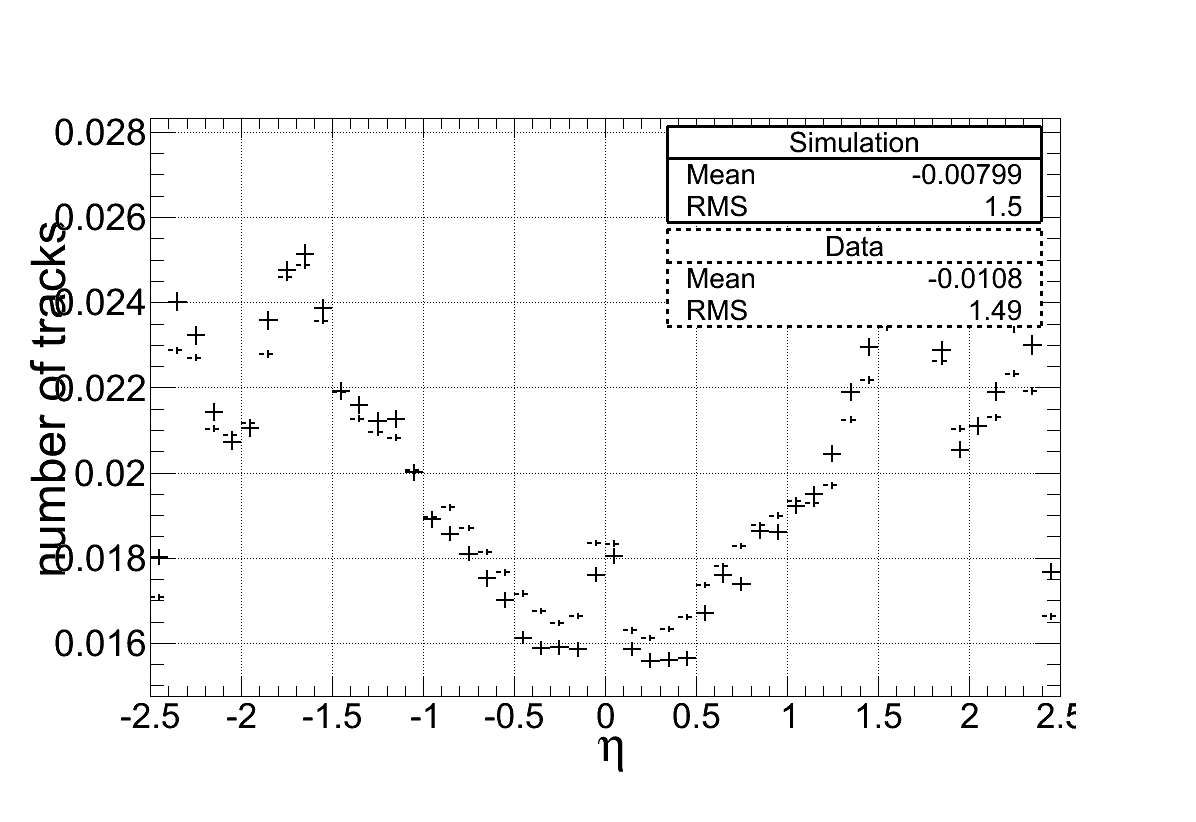 0.028
0.026
0.024
0.022
0.02
0.018
0.016
number of tracks
Simulation
Mean -0.00799
RMS 1.5
Data
Mean -0.0108
RMS 1.49
-2.5 -2 -1.5 -1 -0.5 0 0.5 1 1.5 2 2.5
η